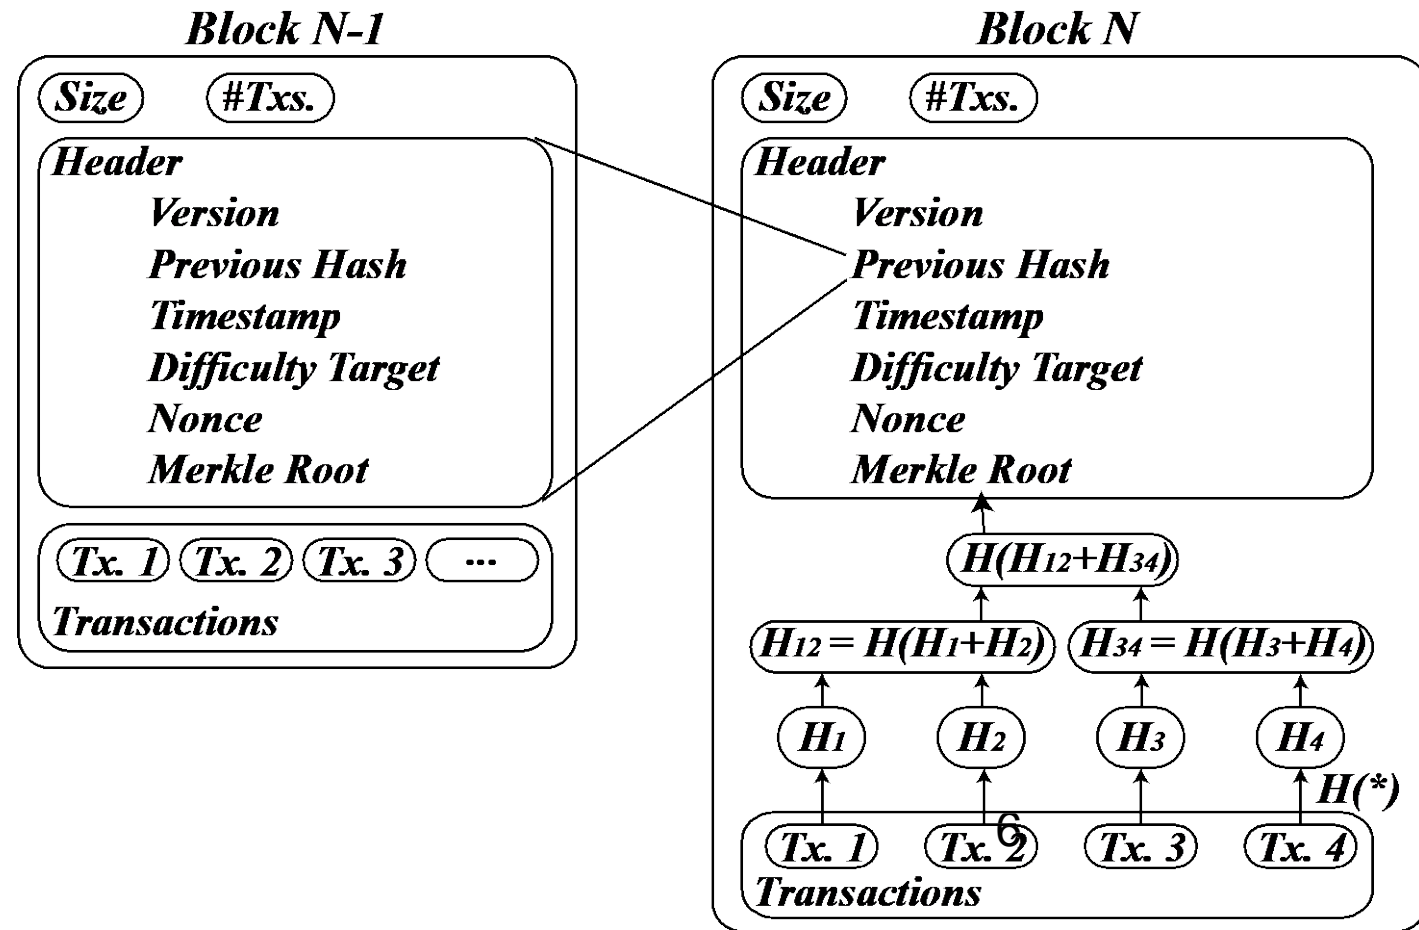 Block N-1
Size #Txs.
Header
Version
Previous Hash
Timestamp
Difficulty Target
Nonce
Merkle Root
Tx. 1 Tx. 2 Tx. 3 ...
Transactions
Block N
Size #Txs.
Header
Version
Previous Hash
Timestamp
Difficulty Target
Nonce
Merkle Root
H(H12+H34)
H12 = H(H1+H2) H34 = H(H3+H4)
H1 H2 H3 H4
H(*)
6
Tx. 1 Tx. 2 Tx. 3 Tx. 4
Transactions